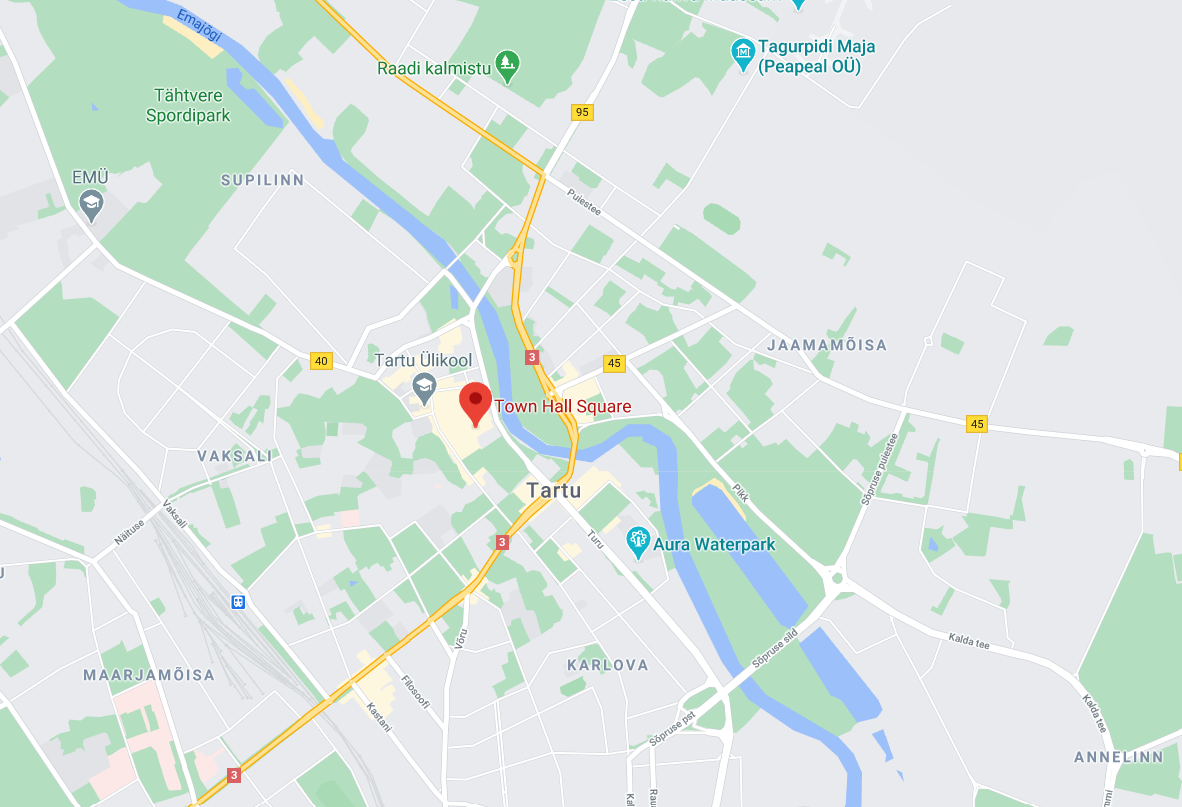 Emajõgi
Tagurpidi Maja
(Peapeal OÜ)
Raadi kalmistu
Tähtvere
Spordipark
95
EMÜ
SUPILINN
Puiestee
JAAMAMÕISA
3
40
Tartu Ülikool
45
Town Hall Square
45
VAKSALI
Sõpruse puiestee
Tartu
Pikk
Vaksali
Näituse
3
Turu
Aura Waterpark
Võru
Sõpruse sild
Kalda tee
KARLOVA
MAARJAMÕISA
Filosoofi
Kastani
Kalda tee
Sõpruse pst
ANNELINN
3